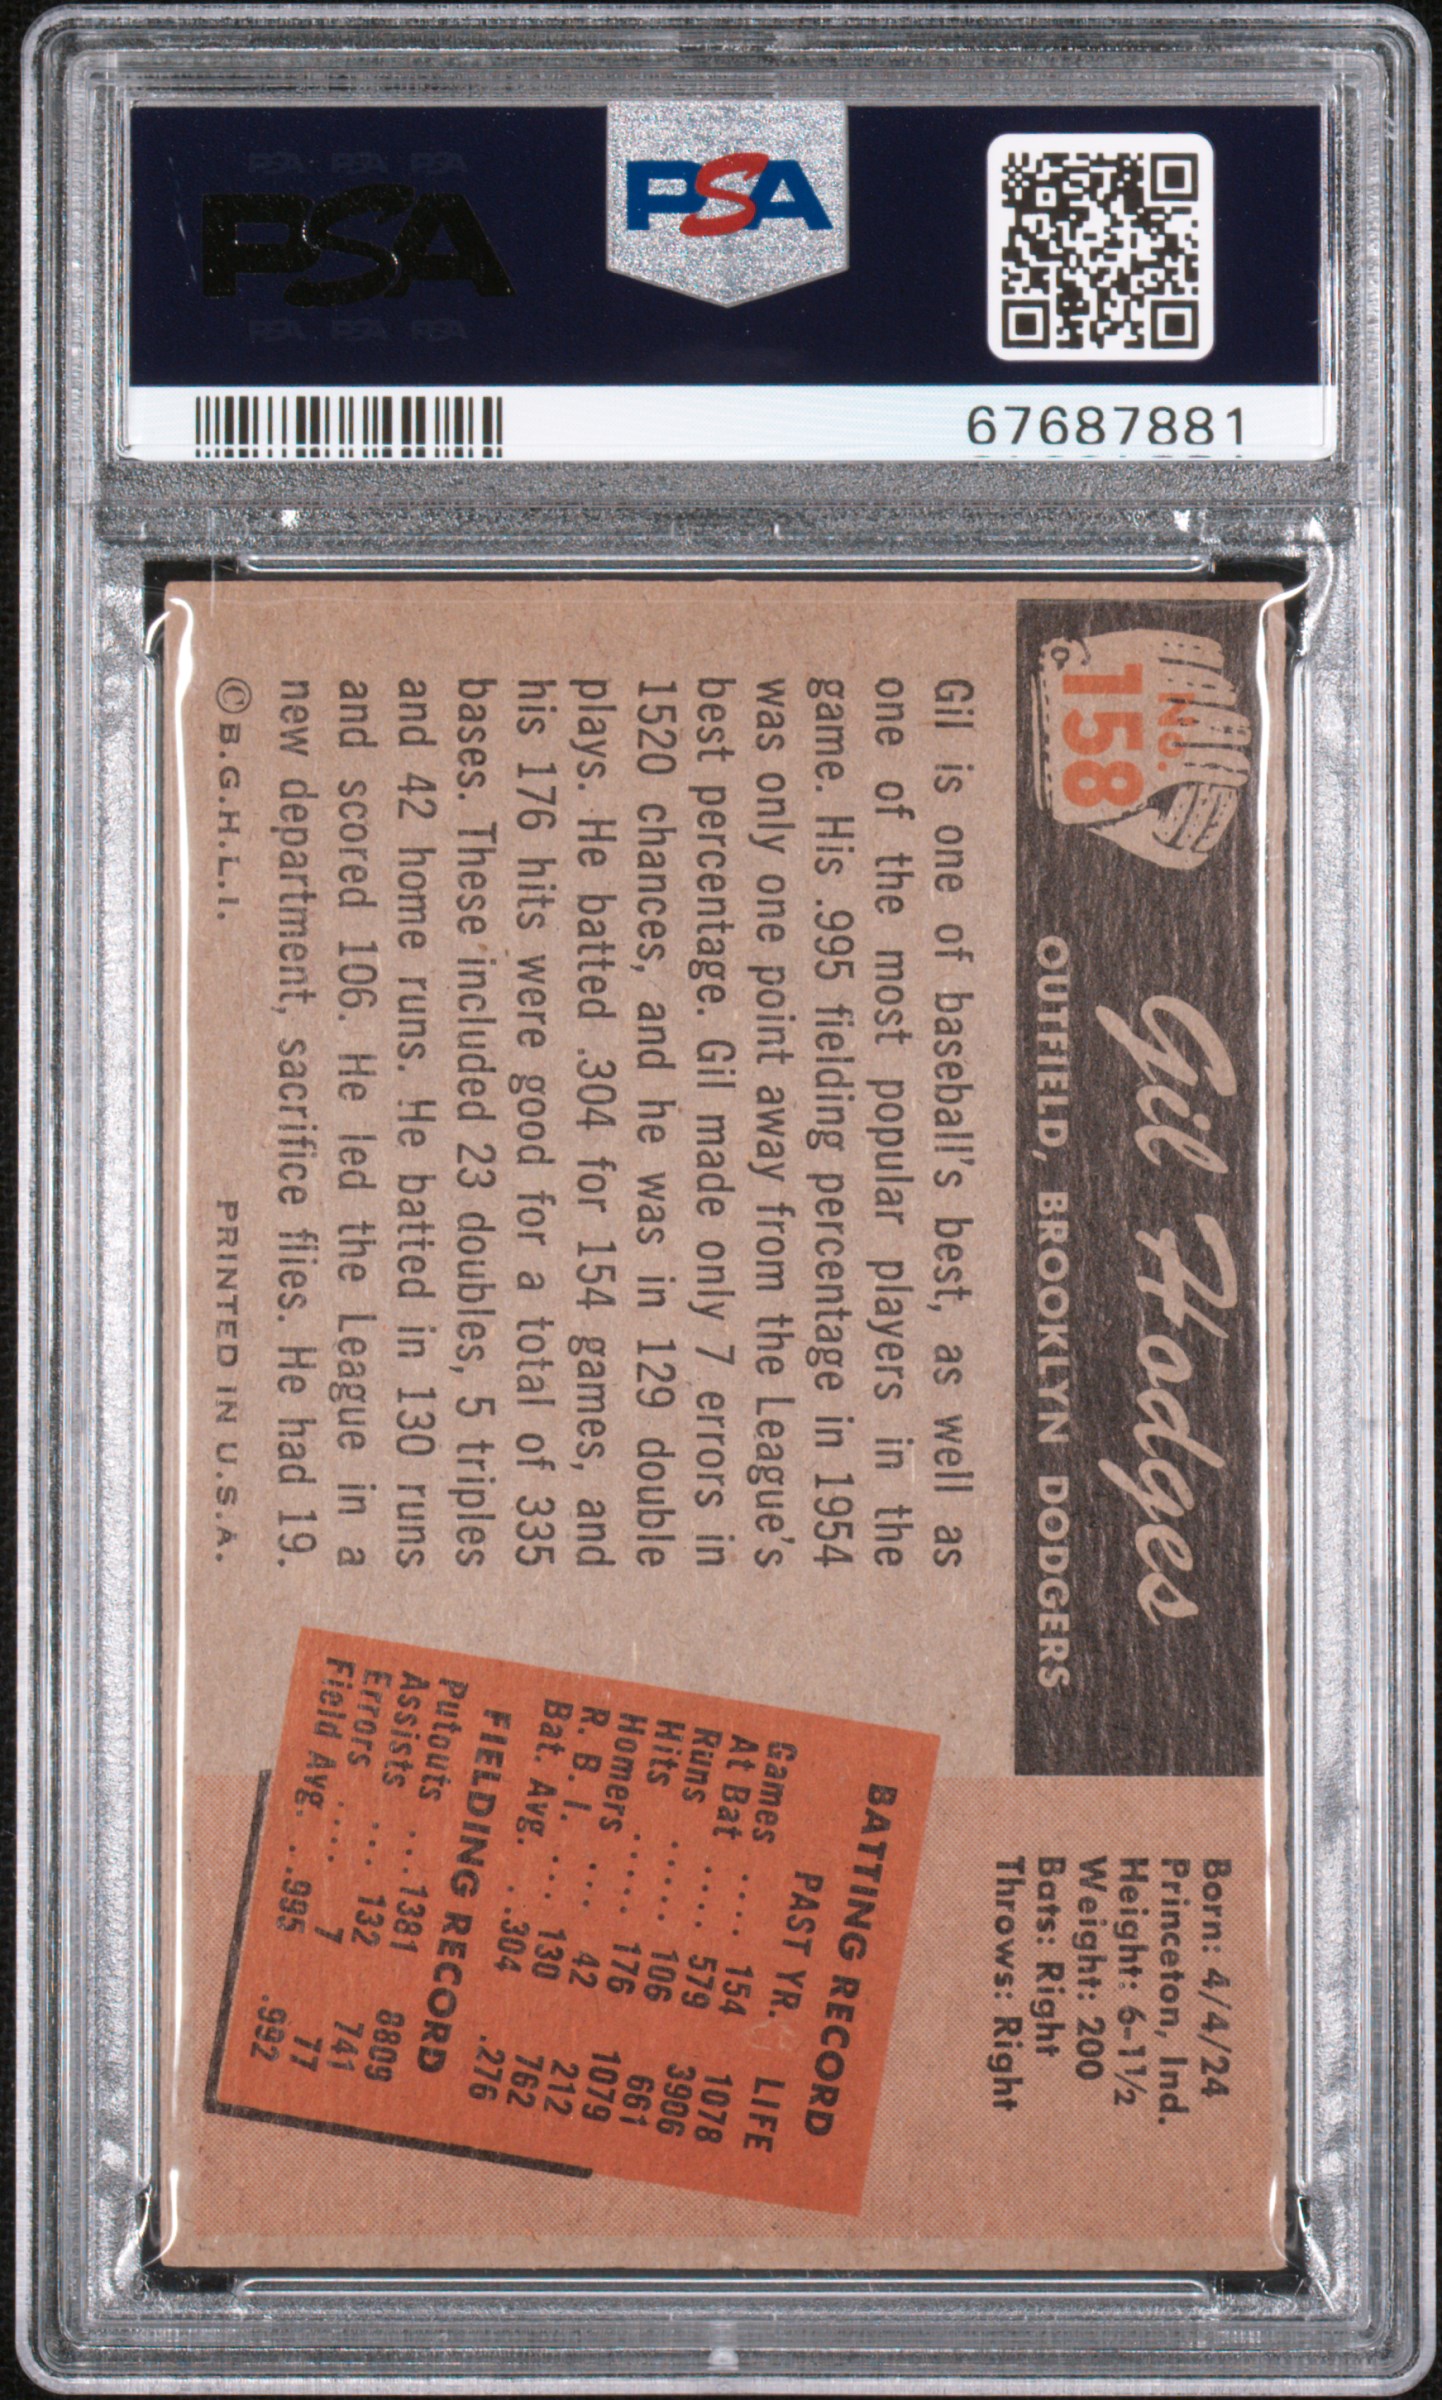 PSA PSA PSA
PSA
PSA PSA PSA
PSA
67687881
No.
158
Gil Hodges
OUTFIELD, BROOKLYN DODGERS
Born: 4/4/24
Princeton, Ind.
Height: 6-1½
Weight: 200
Bats: Right
Throws: Right
Gil is one of baseball's best, as well as
one of the most popular players in the
game. His .995 fielding percentage in 1954
was only one point away from the League's
best percentage. Gil made only 7 errors in
1520 chances, and he was in 129 double
plays. He batted .304 for 154 games, and
his 176 hits were good for a total of 335
bases. These included 23 doubles, 5 triples
and 42 home runs. He batted in 130 runs
and scored 106. He led the League in a
new department, sacrifice flies. He had 19.
© B.G.H.L.I. PRINTED IN U.S.A.
BATTING RECORD
PAST YR. LIFE
Games .... 154 1078
At Bat .... 579 3906
Runs ..... 106 661
Hits ..... 176 1079
Homers ... 42 212
R. B. I. .... 130 762
Bat. Avg. ..304 .276
FIELDING RECORD
Putouts ...1381 8809
Assists ... 132 741
Errors .... 7 77
Field Avg. ..995 .992